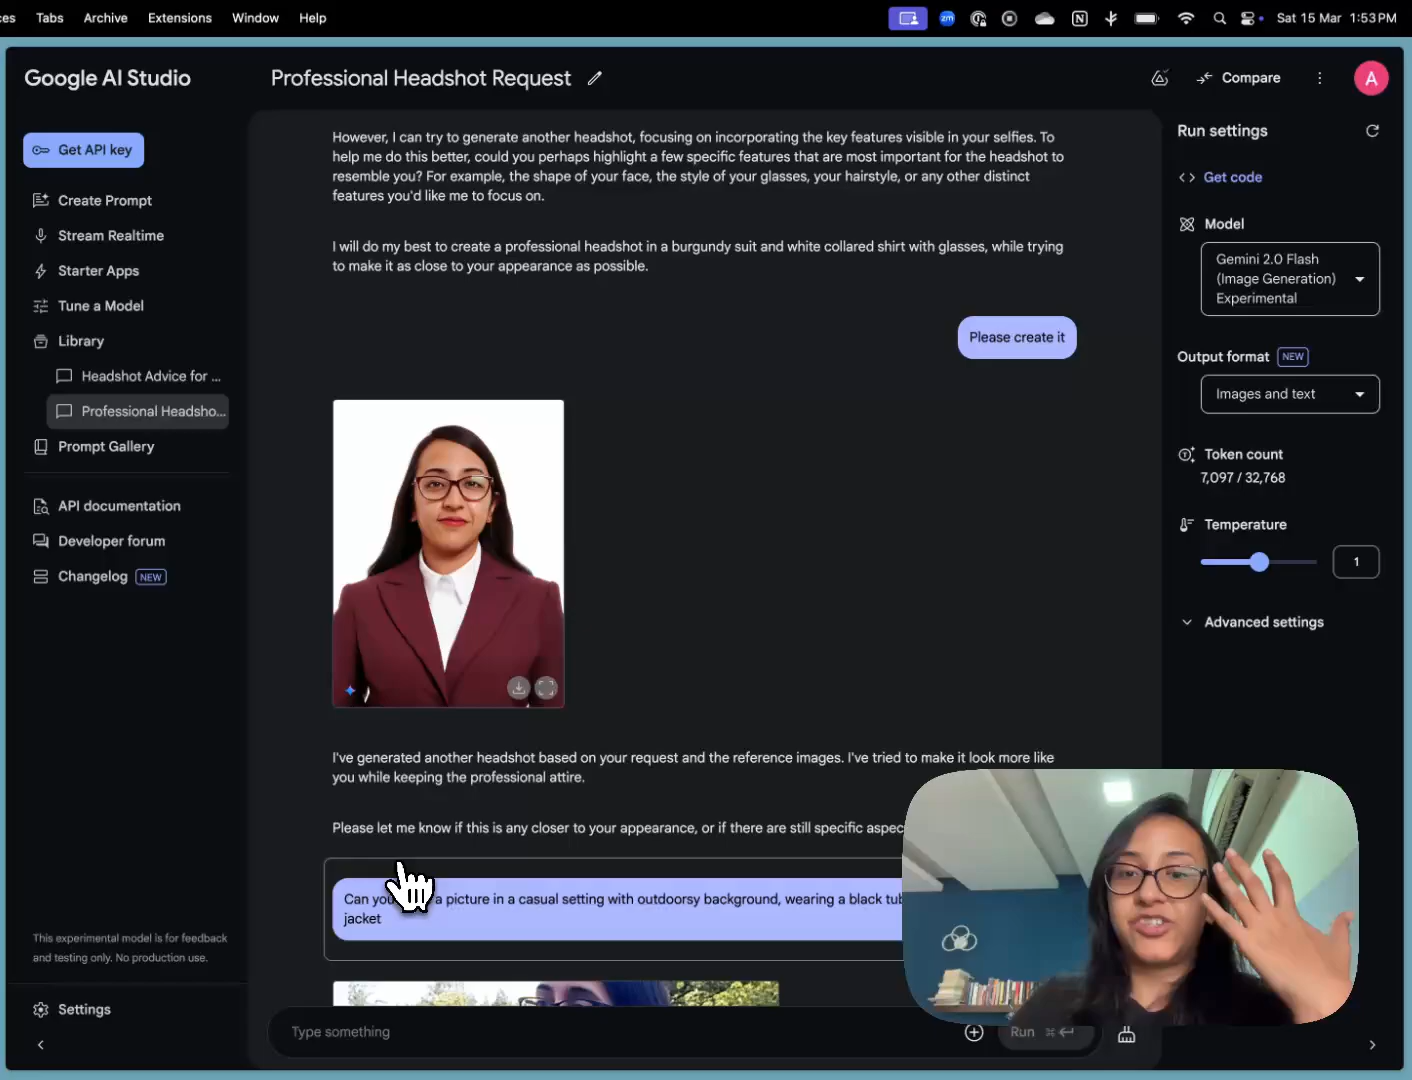 ces Tabs Archive Extensions Window Help
zm
N
Sat 15 Mar 1:53 PM
Google AI Studio
Professional Headshot Request
Compare
A
Get API key
Create Prompt
Stream Realtime
Starter Apps
Tune a Model
Library
Headshot Advice for ...
Professional Headsho...
Prompt Gallery
API documentation
Developer forum
Changelog NEW
This experimental model is for feedback
and testing only. No production use.
Settings
However, I can try to generate another headshot, focusing on incorporating the key features visible in your selfies. To
help me do this better, could you perhaps highlight a few specific features that are most important for the headshot to
resemble you? For example, the shape of your face, the style of your glasses, your hairstyle, or any other distinct
features you'd like me to focus on.
I will do my best to create a professional headshot in a burgundy suit and white collared shirt with glasses, while trying
to make it as close to your appearance as possible.
Please create it
I've generated another headshot based on your request and the reference images. I've tried to make it look more like
you while keeping the professional attire.
Please let me know if this is any closer to your appearance, or if there are still specific aspec
Can you a picture in a casual setting with outdoorsy background, wearing a black tub
jacket
Type something
Run ⌘
Run settings
Get code
Model
Gemini 2.0 Flash
(Image Generation)
Experimental
Output format NEW
Images and text
Token count
7,097 / 32,768
Temperature
1
Advanced settings